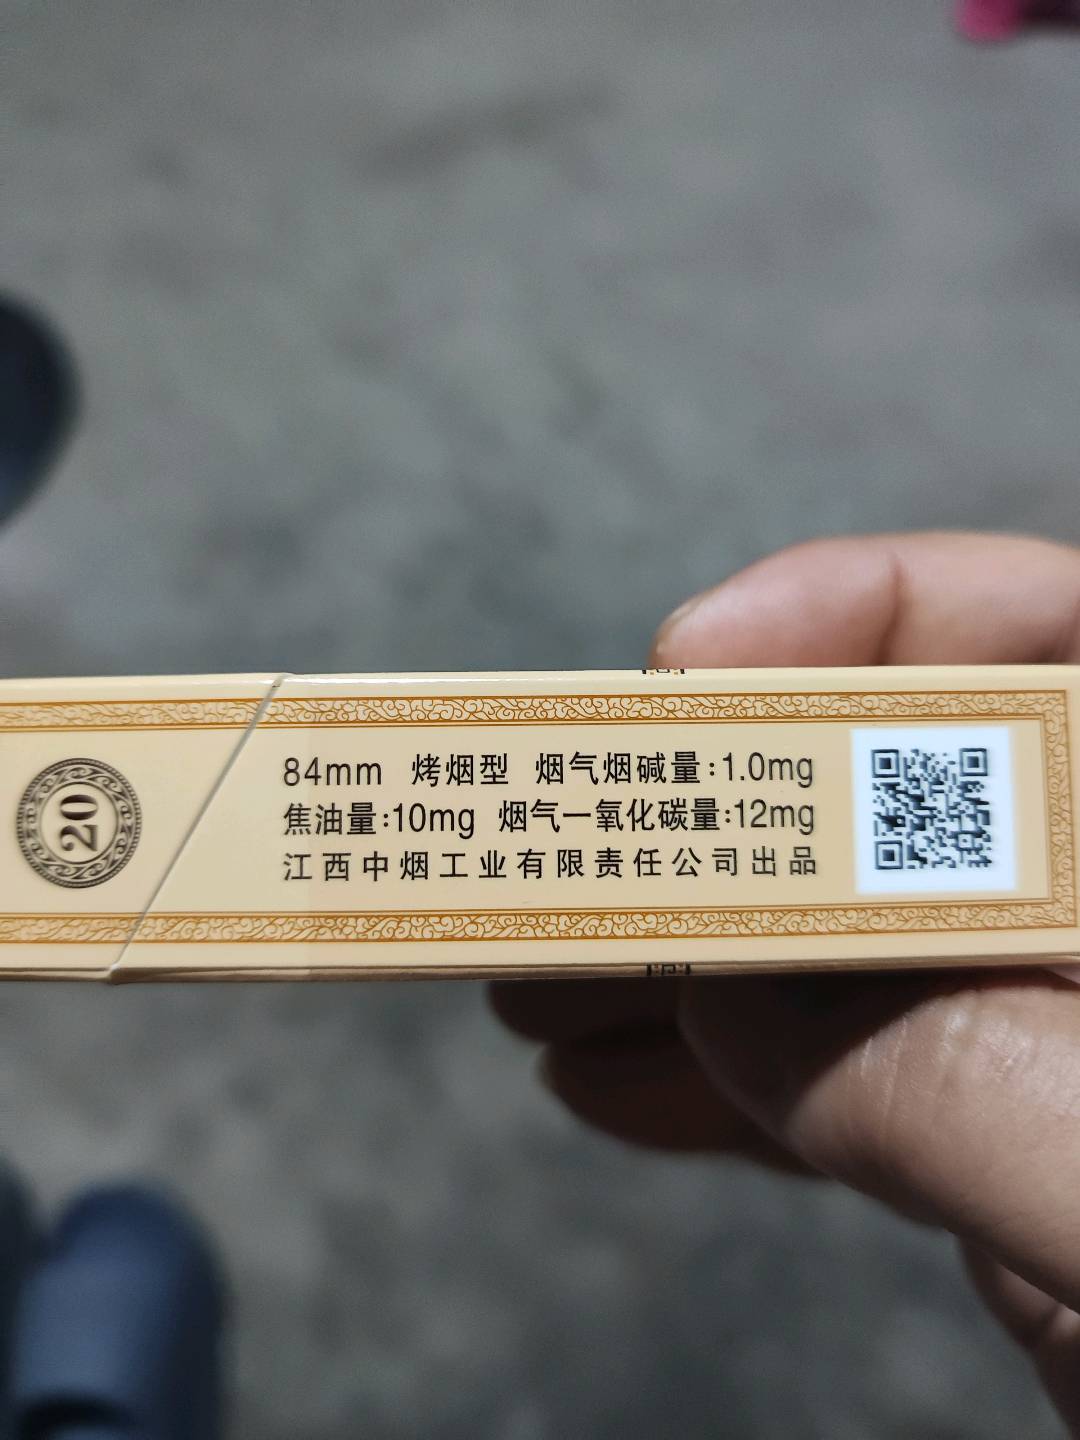 20
84mm 烤烟型 烟气烟碱量:1.0mg
焦油量:10mg 烟气一氧化碳量:12mg
江西中烟工业有限责任公司出品